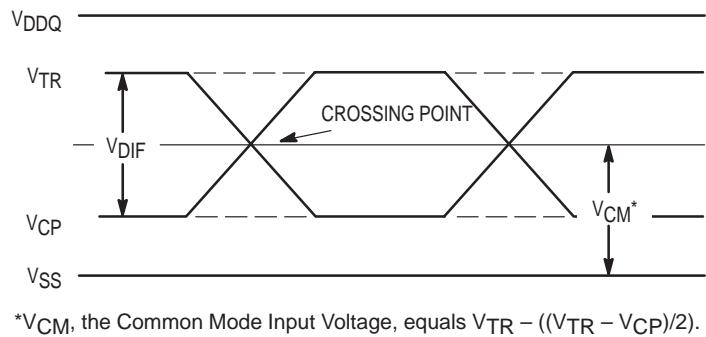 VDDQ
VTR
CROSSING POINT
VDIF
VCM*
VCP
VSS
*VCM, the Common Mode Input Voltage, equals VTR – ((VTR – VCP)/2).